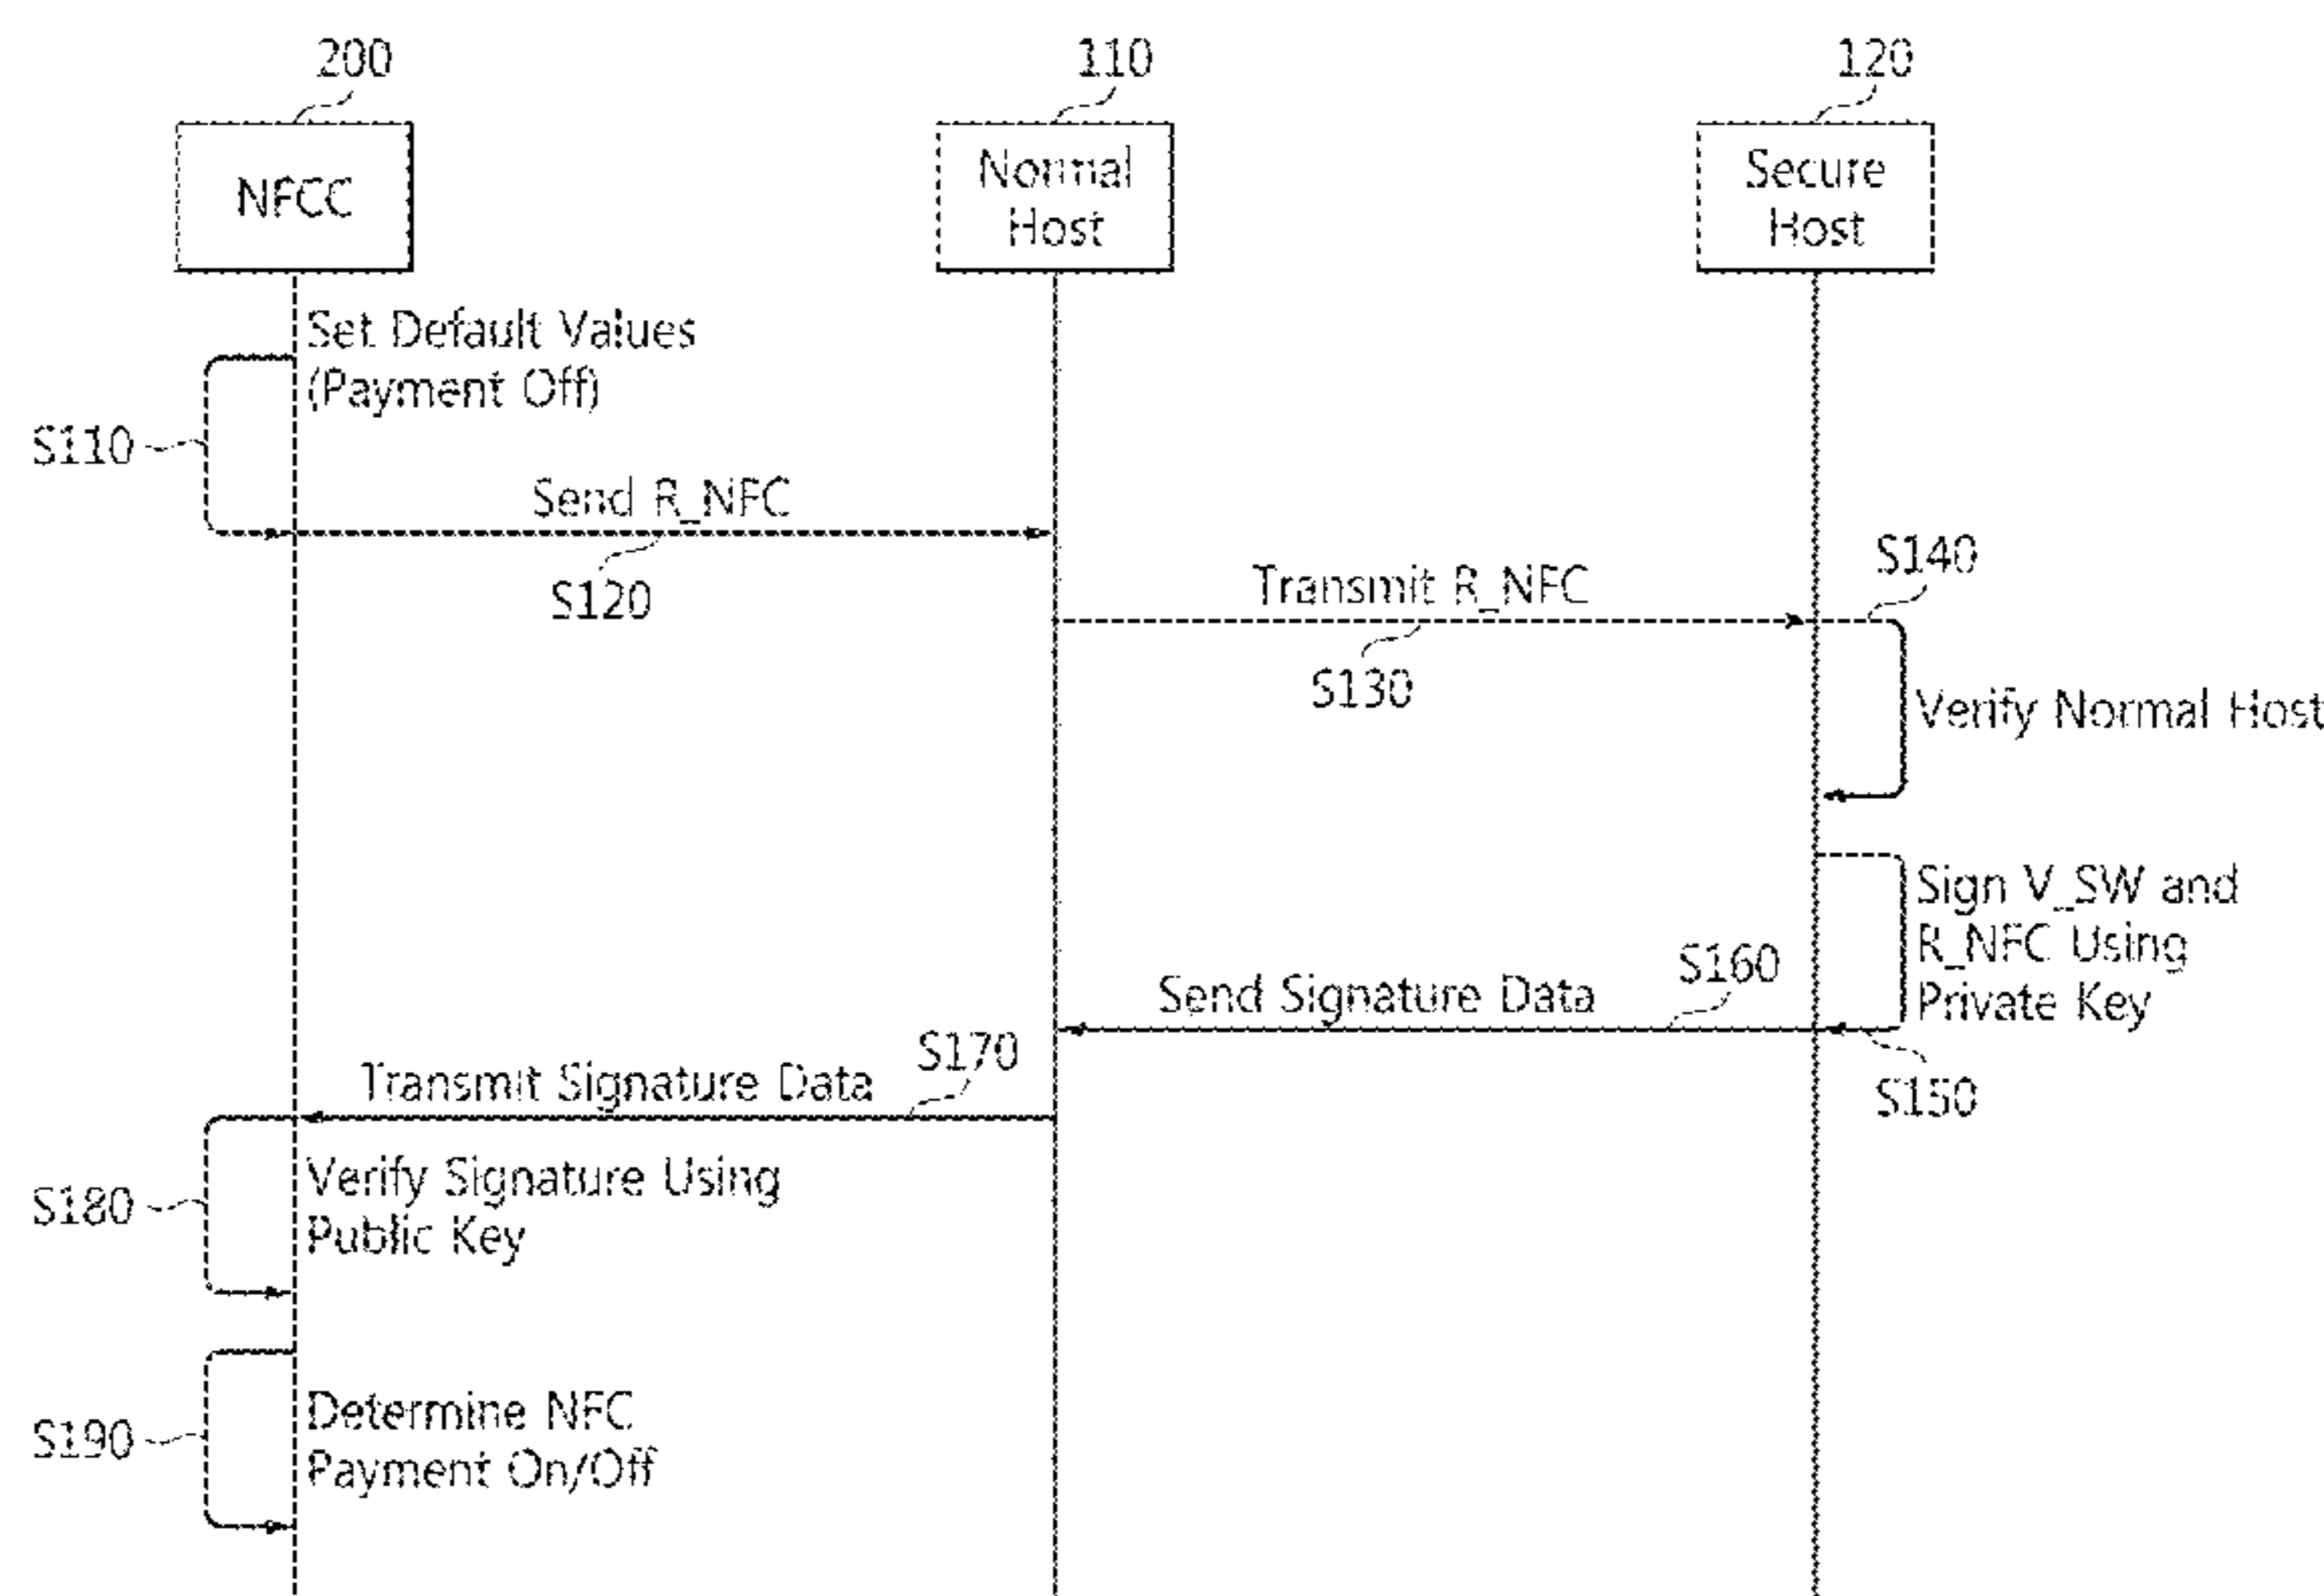 200
110
120
NFCC
Normal
Host
Secure
Host
Set Default Values
(Payment Off)
S110
Send R_NFC
S120
S140
Transmit R_NFC
S130
Verify Normal Host
Sign V_SW and
R_NFC Using
Private Key
S160
Send Signature Data
S150
S170
Transmit Signature Data
S180
Verify Signature Using
Public Key
S190
Determine NFC
Payment On/Off